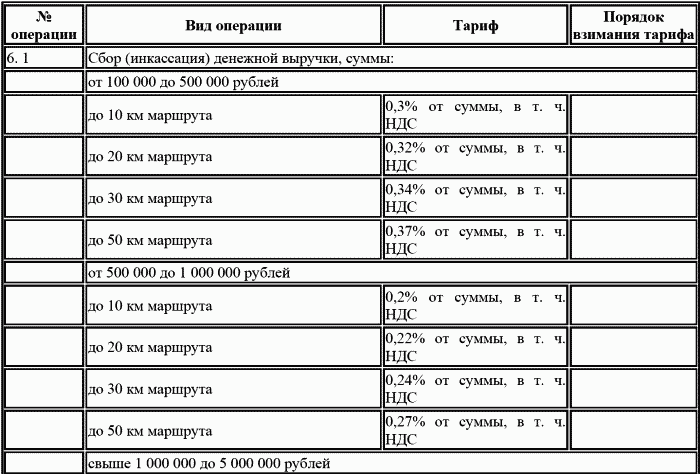 № операции Вид операции Тариф Порядок взимания тарифа
6. 1 Сбор (инкассация) денежной выручки, суммы:
от 100 000 до 500 000 рублей
до 10 км маршрута 0,3% от суммы, в т. ч. НДС
до 20 км маршрута 0,32% от суммы, в т. ч. НДС
до 30 км маршрута 0,34% от суммы, в т. ч. НДС
до 50 км маршрута 0,37% от суммы, в т. ч. НДС
от 500 000 до 1 000 000 рублей
до 10 км маршрута 0,2% от суммы, в т. ч. НДС
до 20 км маршрута 0,22% от суммы, в т. ч. НДС
до 30 км маршрута 0,24% от суммы, в т. ч. НДС
до 50 км маршрута 0,27% от суммы, в т. ч. НДС
свыше 1 000 000 до 5 000 000 рублей